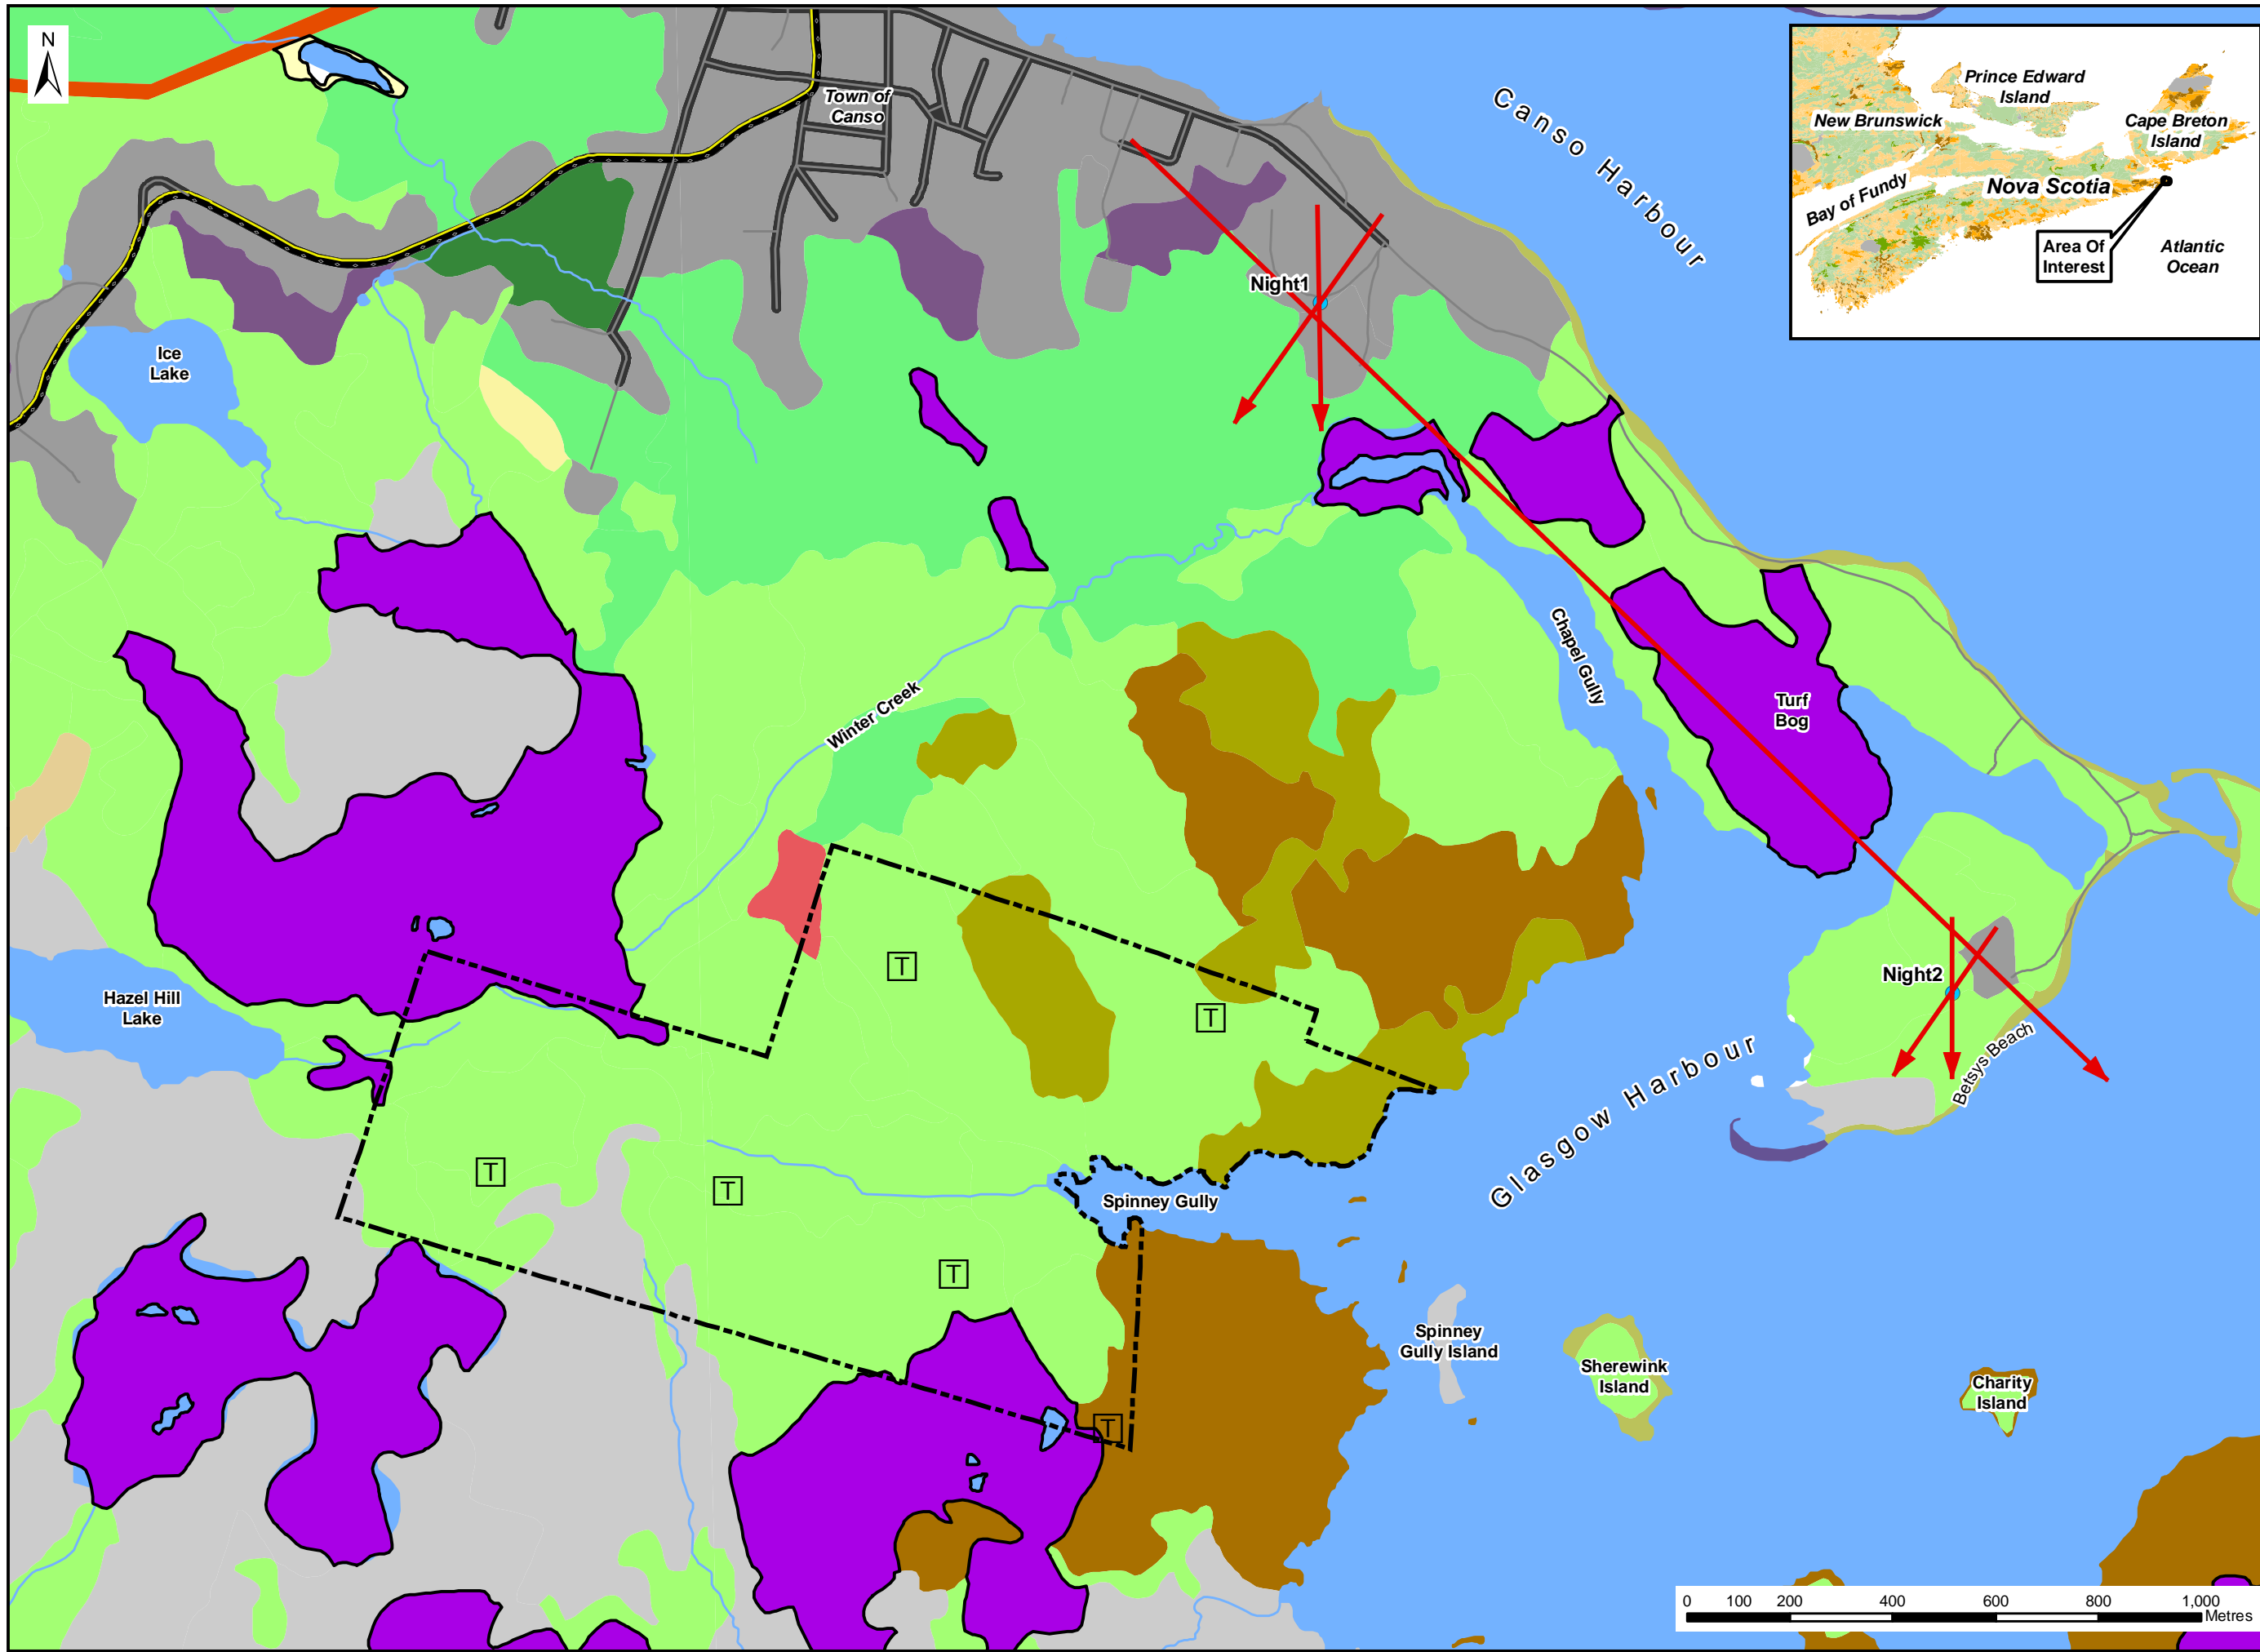 N
Town of
Canso
Canso Harbour
Prince Edward
Island
New Brunswick
Cape Breton
Island
Nova Scotia
Bay of Fundy
Area Of
Interest
Atlantic
Ocean
Night1
Ice
Lake
Chapel Gully
Winter Creek
Turf
Bog
T
Night2
Hazel Hill
Lake
T
Betsys Beach
Glasgow Harbour
T
T
Spinney Gully
T
Spinney
Gully Island
Sherewink
Island
Charity
Island
T
0 100 200 400 600 800 1,000
Metres